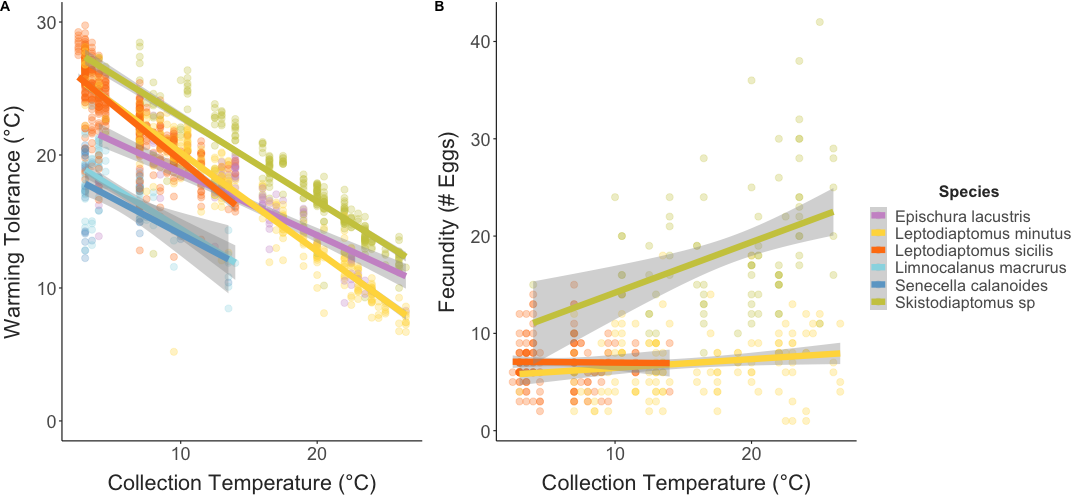 A
Warming Tolerance (°C)
30
20
10
0
10
20
Collection Temperature (°C)
B
Fecundity (# Eggs)
40
30
20
10
0
10
20
Collection Temperature (°C)
Species
Epischura lacustris
Leptodiaptomus minutus
Leptodiaptomus sicilis
Limnocalanus macrurus
Senecella calanoides
Skistodiaptomus sp